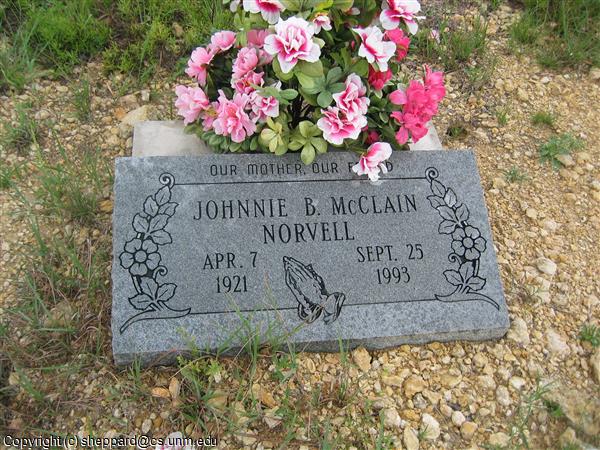 OUR MOTHER, OUR F
JOHNNIE B. McCLAIN
NORVELL
APR. 7 SEPT. 25
1921 1993
Copyright (c) sheppard@cs.unm.edu